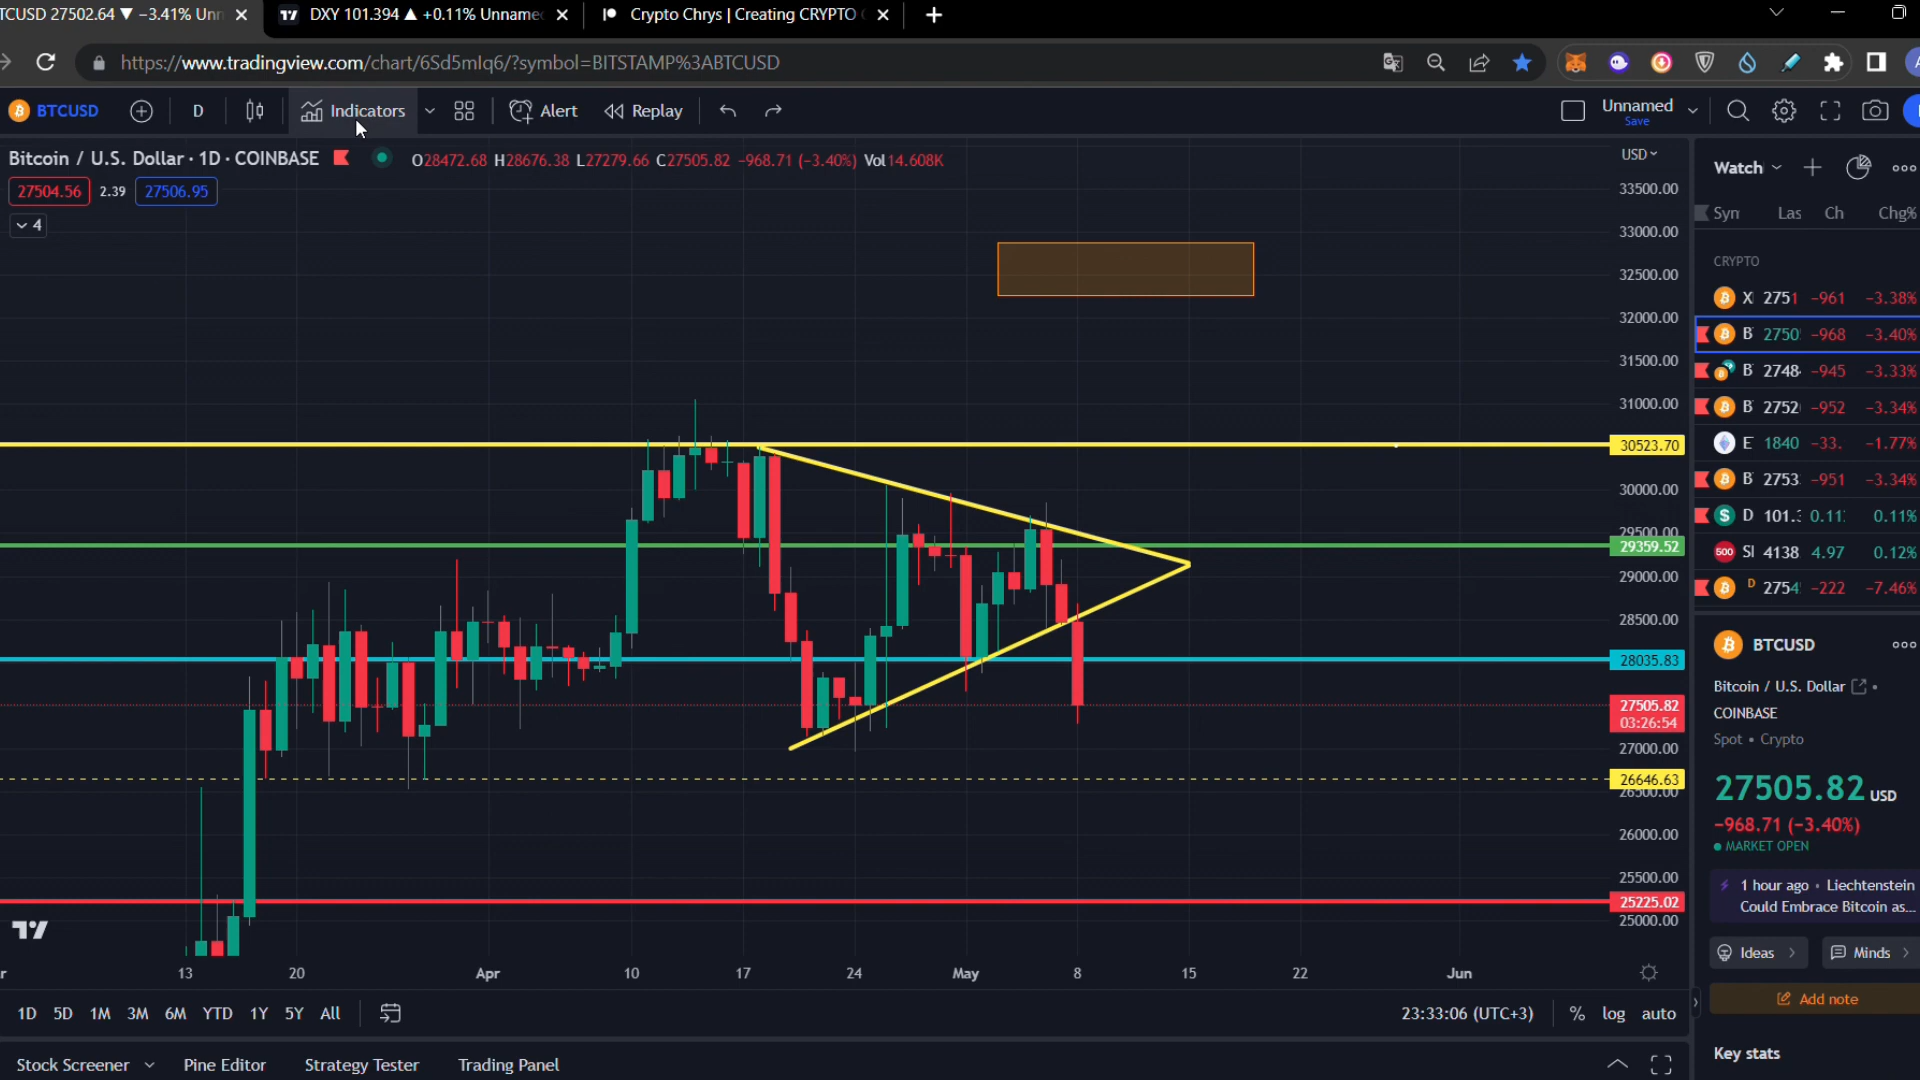 TCUSD 27502.64 ▼ −3.41% Unn
DXY 101.394 ▲ +0.11% Unname
Crypto Chrys | Creating CRYPTO
https://www.tradingview.com/chart/6Sd5mIq6/?symbol=BITSTAMP%3ABTCUSD
BTCUSD D Indicators Alert Replay Unnamed
Save
Bitcoin / U.S. Dollar · 1D · COINBASE O28472.68 H28676.38 L27279.66 C27505.82 −968.71 (−3.40%) Vol 14.608K
27504.56 2.39 27506.95
4
USD
33500.00
33000.00
32500.00
32000.00
31500.00
31000.00
30523.70
30000.00
29500.00
29359.52
29000.00
28500.00
28035.83
27505.82
03:26:54
27000.00
26646.63
26500.00
26000.00
25500.00
25225.02
25000.00
r 13 20 Apr 10 17 24 May 8 15 22 Jun
1D 5D 1M 3M 6M YTD 1Y 5Y All 23:33:06 (UTC+3) % log auto
Stock Screener Pine Editor Strategy Tester Trading Panel
Watch
Syn Las Ch Chg%
CRYPTO
X 2751 -961 -3.38%
B 2750 -968 -3.40%
B 2748 -945 -3.33%
B 2752 -952 -3.34%
E 1840 -33. -1.77%
B 2753 -951 -3.34%
D 101.3 0.11 0.11%
500 SI 4138 4.97 0.12%
D 2754 -222 -7.46%
BTCUSD
Bitcoin / U.S. Dollar
COINBASE
Spot • Crypto
27505.82 USD
−968.71 (−3.40%)
MARKET OPEN
1 hour ago • Liechtenstein
Could Embrace Bitcoin as...
Ideas Minds
Add note
Key stats